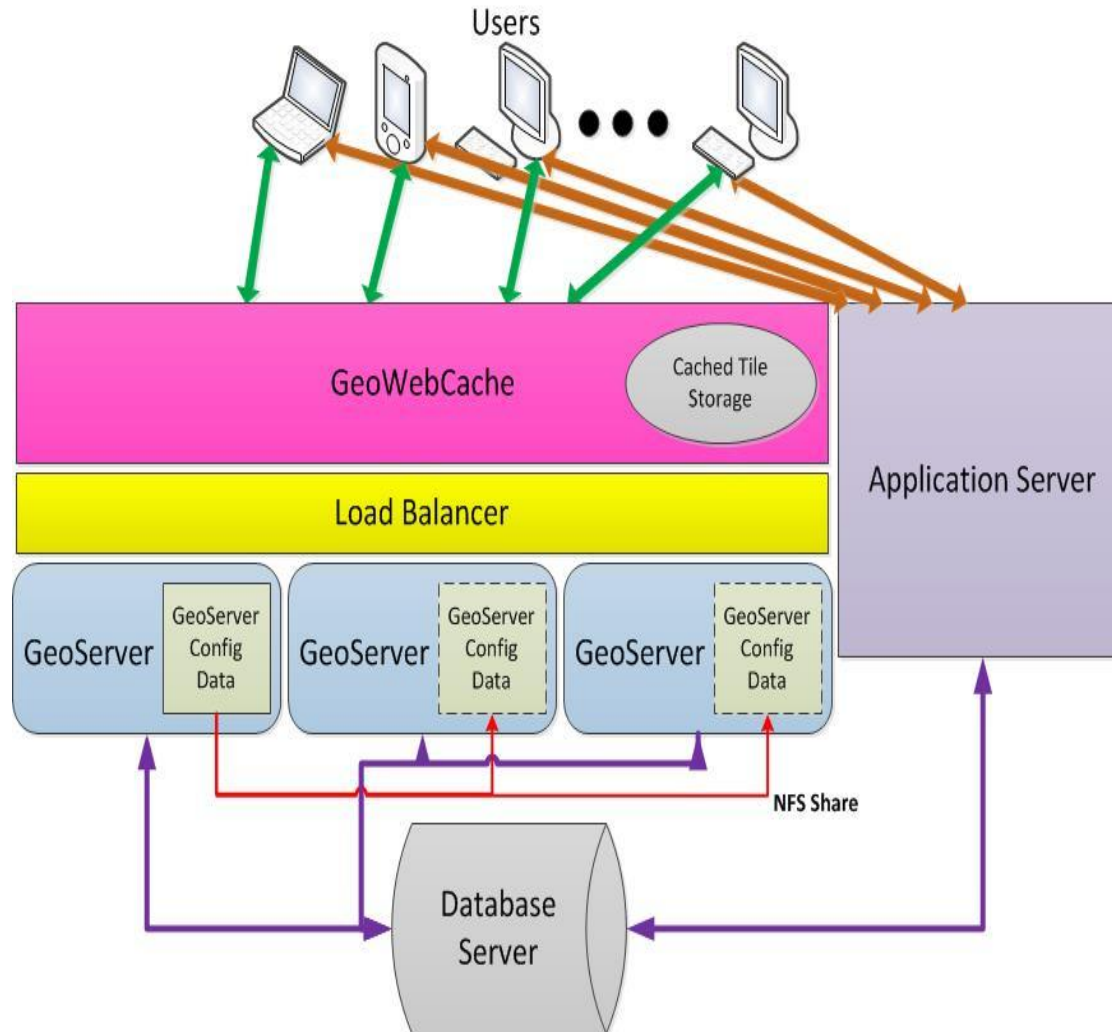 Users
GeoWebCache
Cached Tile
Storage
Application Server
Load Balancer
GeoServer
GeoServer
Config
Data
GeoServer
GeoServer
Config
Data
GeoServer
GeoServer
Config
Data
NFS Share
Database
Server